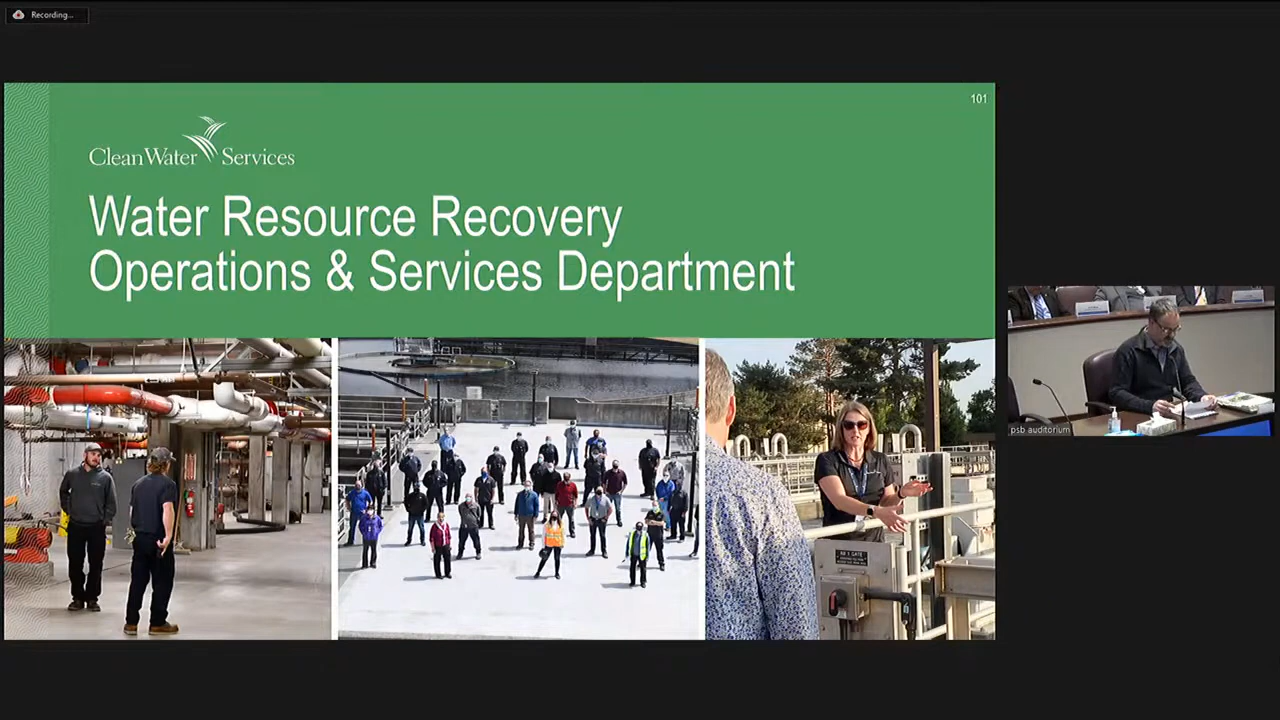 Recording...
101
CleanWater Services
Water Resource Recovery
Operations & Services Department
psb auditorium